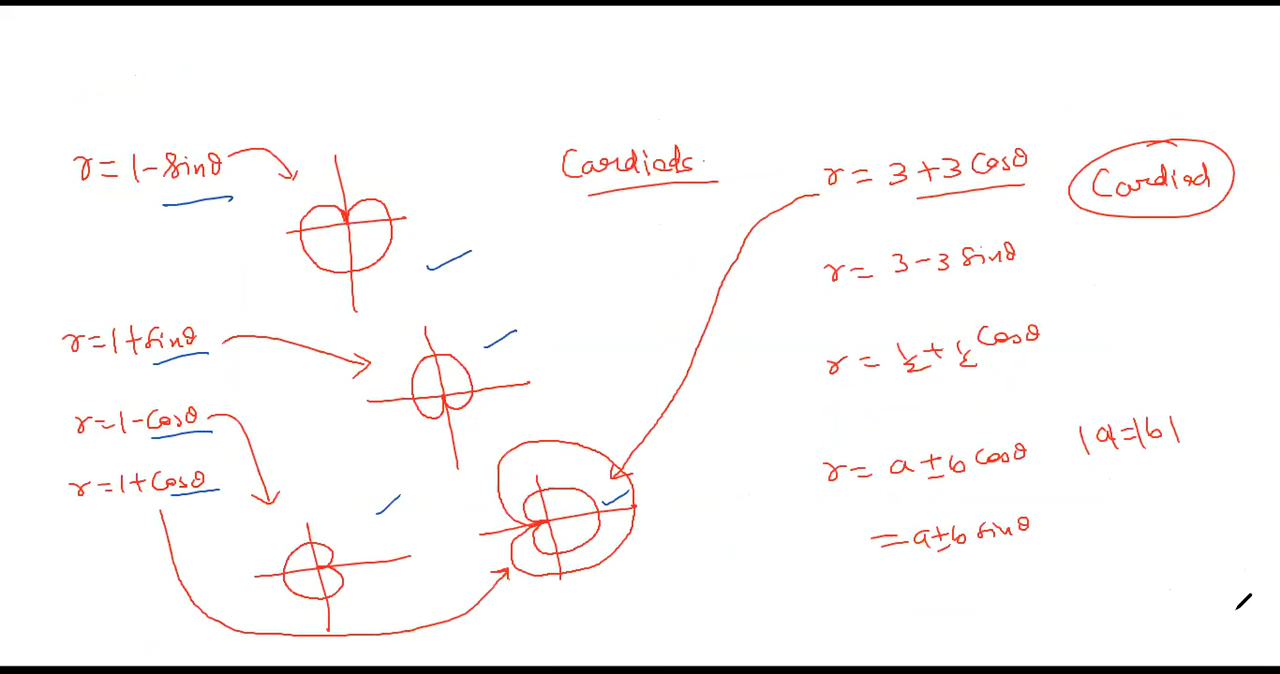 r = 1 - sinθ
r = 1 + sinθ
r = 1 - cosθ
r = 1 + cosθ
Cardiods.
r = 3 + 3 cosθ
Cardiod
r = 3 - 3 sinθ
r = ½ + ½ cosθ
r = a ± b cosθ |a|=|b|
= a ± b sinθ